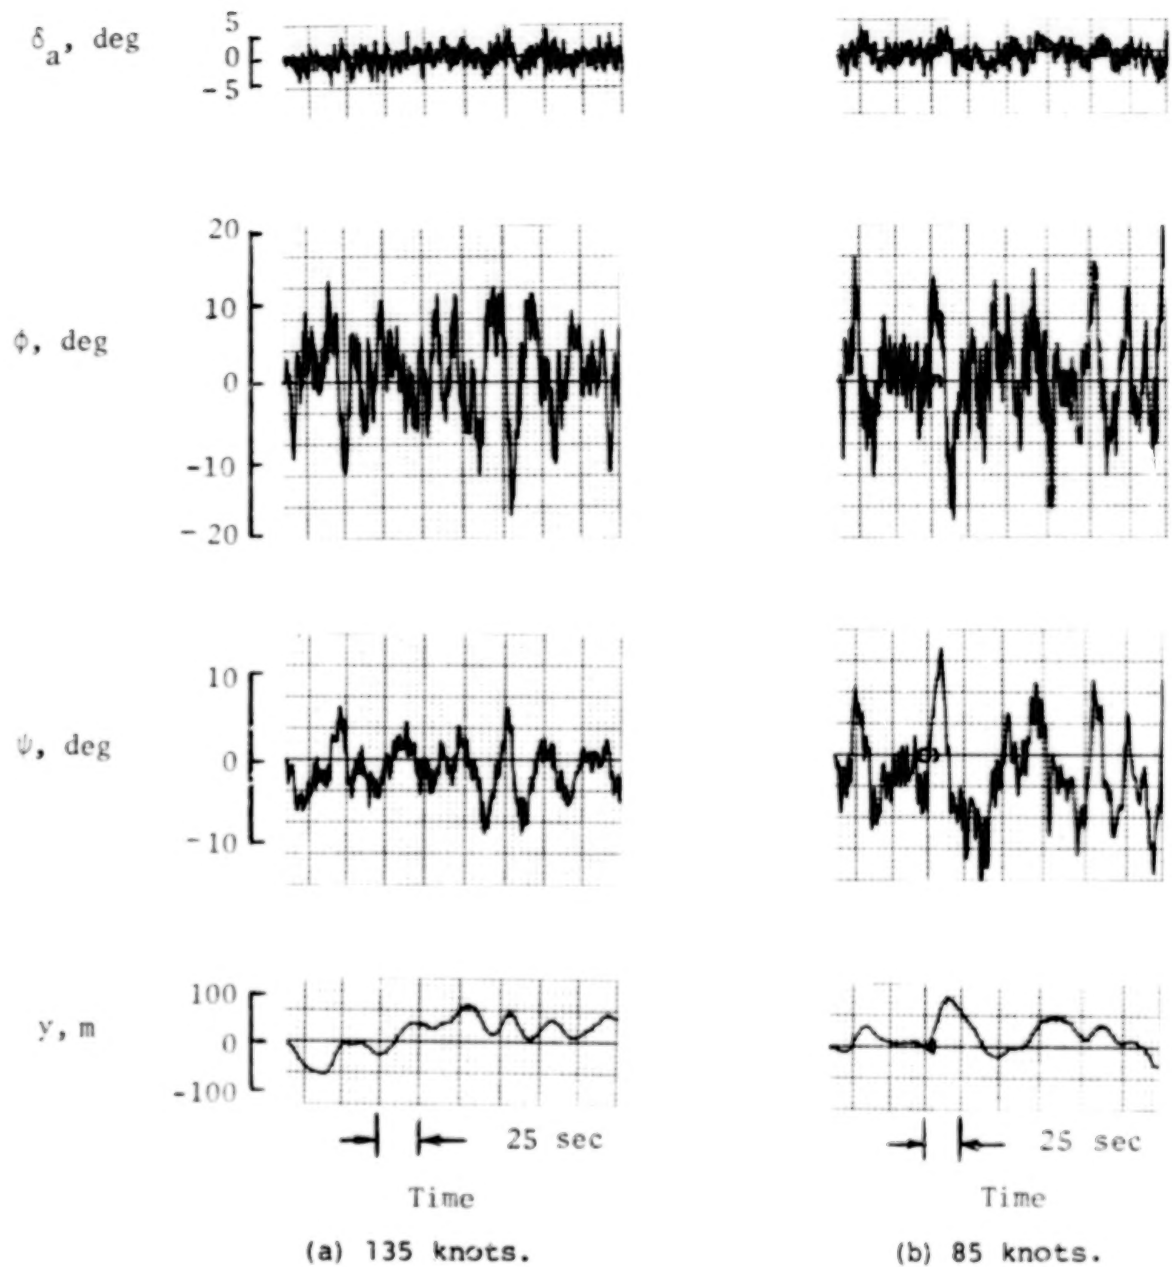 δa, deg
5
0
-5
φ, deg
20
10
0
-10
-20
ψ, deg
10
0
-10
y, m
100
0
-100
25 sec
25 sec
Time
Time
(a) 135 knots.
(b) 85 knots.